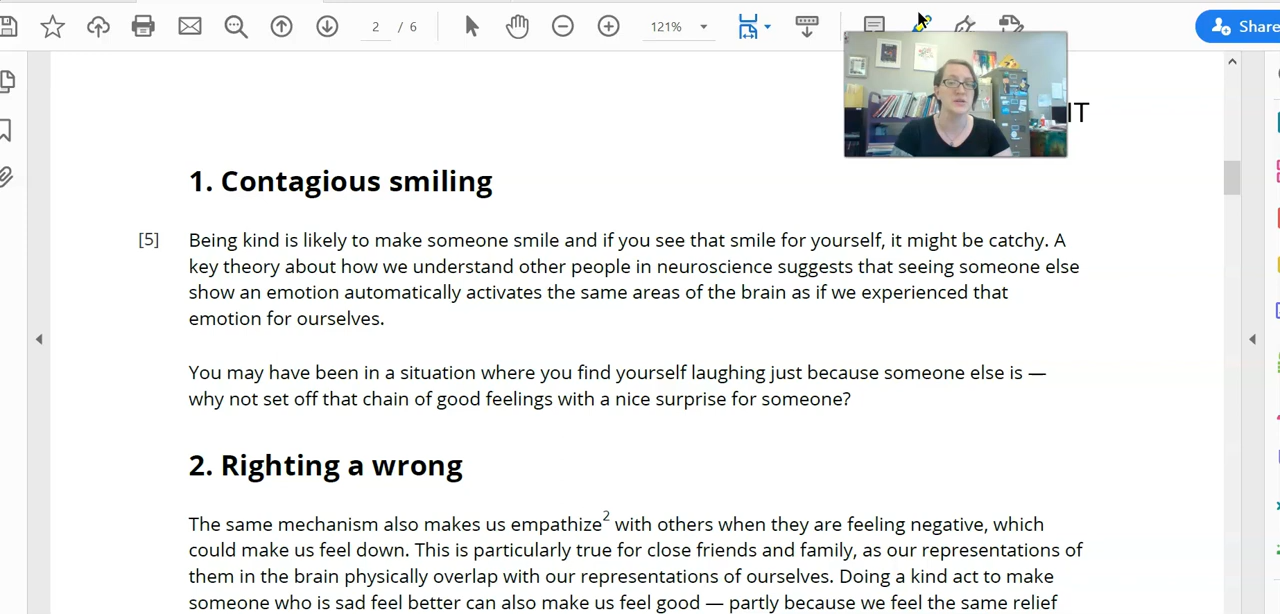 2 / 6
121%
Share
IT
1. Contagious smiling
[5] Being kind is likely to make someone smile and if you see that smile for yourself, it might be catchy. A
key theory about how we understand other people in neuroscience suggests that seeing someone else
show an emotion automatically activates the same areas of the brain as if we experienced that
emotion for ourselves.
You may have been in a situation where you find yourself laughing just because someone else is —
why not set off that chain of good feelings with a nice surprise for someone?
2. Righting a wrong
The same mechanism also makes us empathize2 with others when they are feeling negative, which
could make us feel down. This is particularly true for close friends and family, as our representations of
them in the brain physically overlap with our representations of ourselves. Doing a kind act to make
someone who is sad feel better can also make us feel good — partly because we feel the same relief